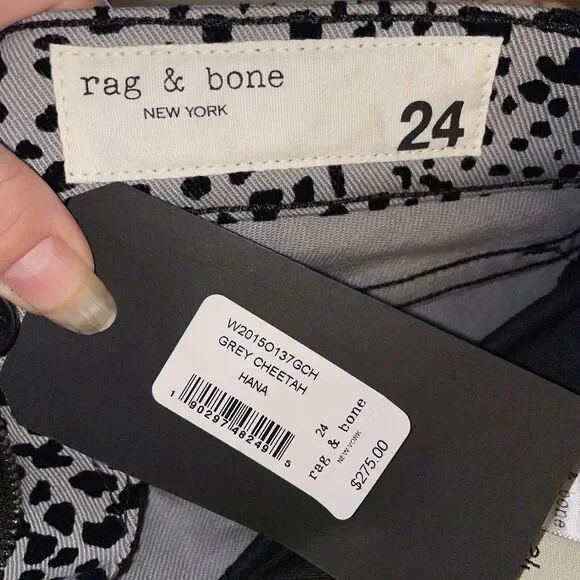 rag & bone
NEW YORK
24
W2015O137GCH
GREY CHEETAH
HANA
1 90297 48249 5
24
rag & bone
NEW YORK
$275.00
& bone